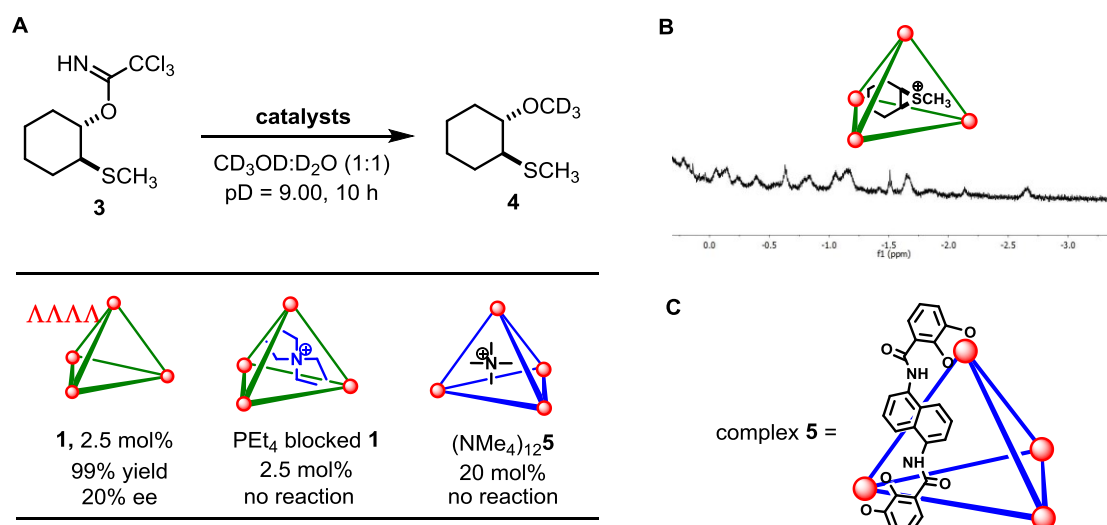 A
HN
CCl3
O
SCH3
3
catalysts
CD3OD:D2O (1:1)
pD = 9.00, 10 h
OCD3
SCH3
4
ΛΛΛΛ
1, 2.5 mol%
99% yield
20% ee
N
⊕
PEt4 blocked 1
2.5 mol%
no reaction
⊕
N
(NMe4)125
20 mol%
no reaction
B
⊕
SCH3
0.0 -0.5 -1.0 -1.5 -2.0 -2.5 -3.0
f1 (ppm)
C
complex 5 =
O
O
O
NH
NH
O
O
O